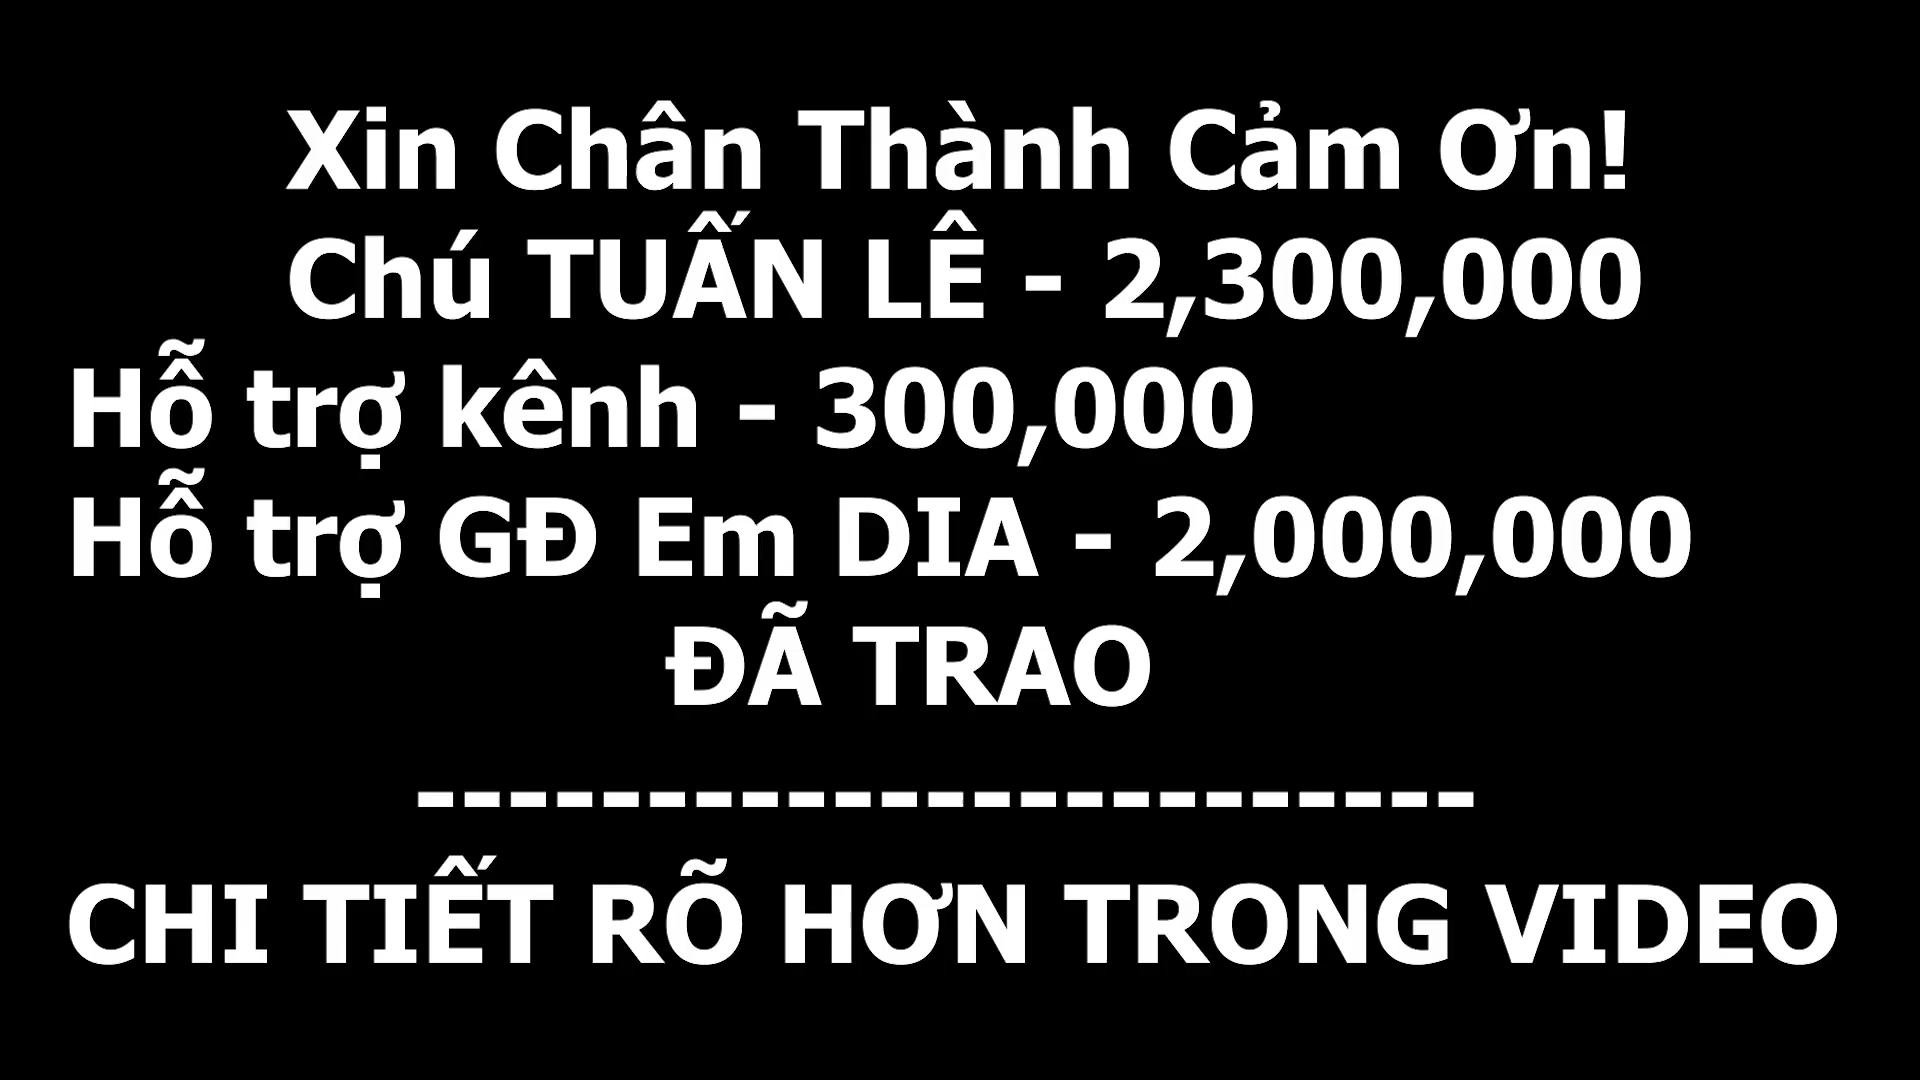 Xin Chân Thành Cảm Ơn!
Chú TUẤN LÊ - 2,300,000
Hỗ trợ kênh - 300,000
Hỗ trợ GĐ Em DIA - 2,000,000
ĐÃ TRAO
-----------------------
CHI TIẾT RÕ HƠN TRONG VIDEO